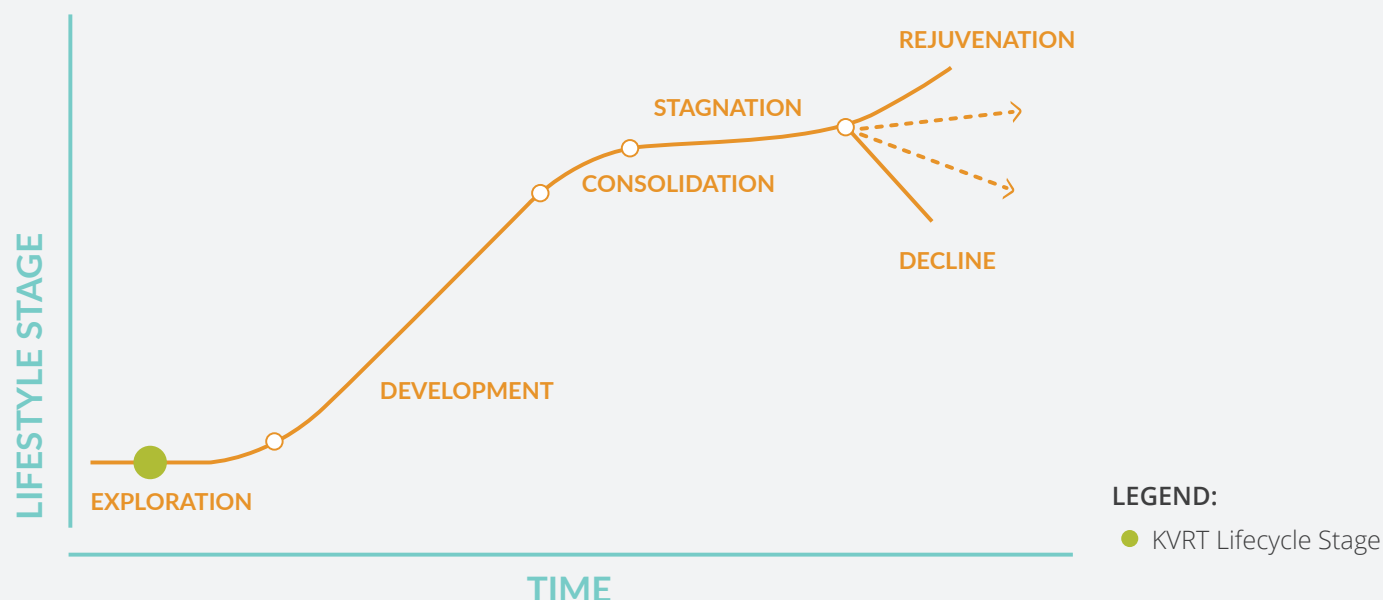 REJUVENATION
STAGNATION
CONSOLIDATION
DECLINE
DEVELOPMENT
EXPLORATION
LIFESTYLE STAGE
TIME
LEGEND:
KVRT Lifecycle Stage